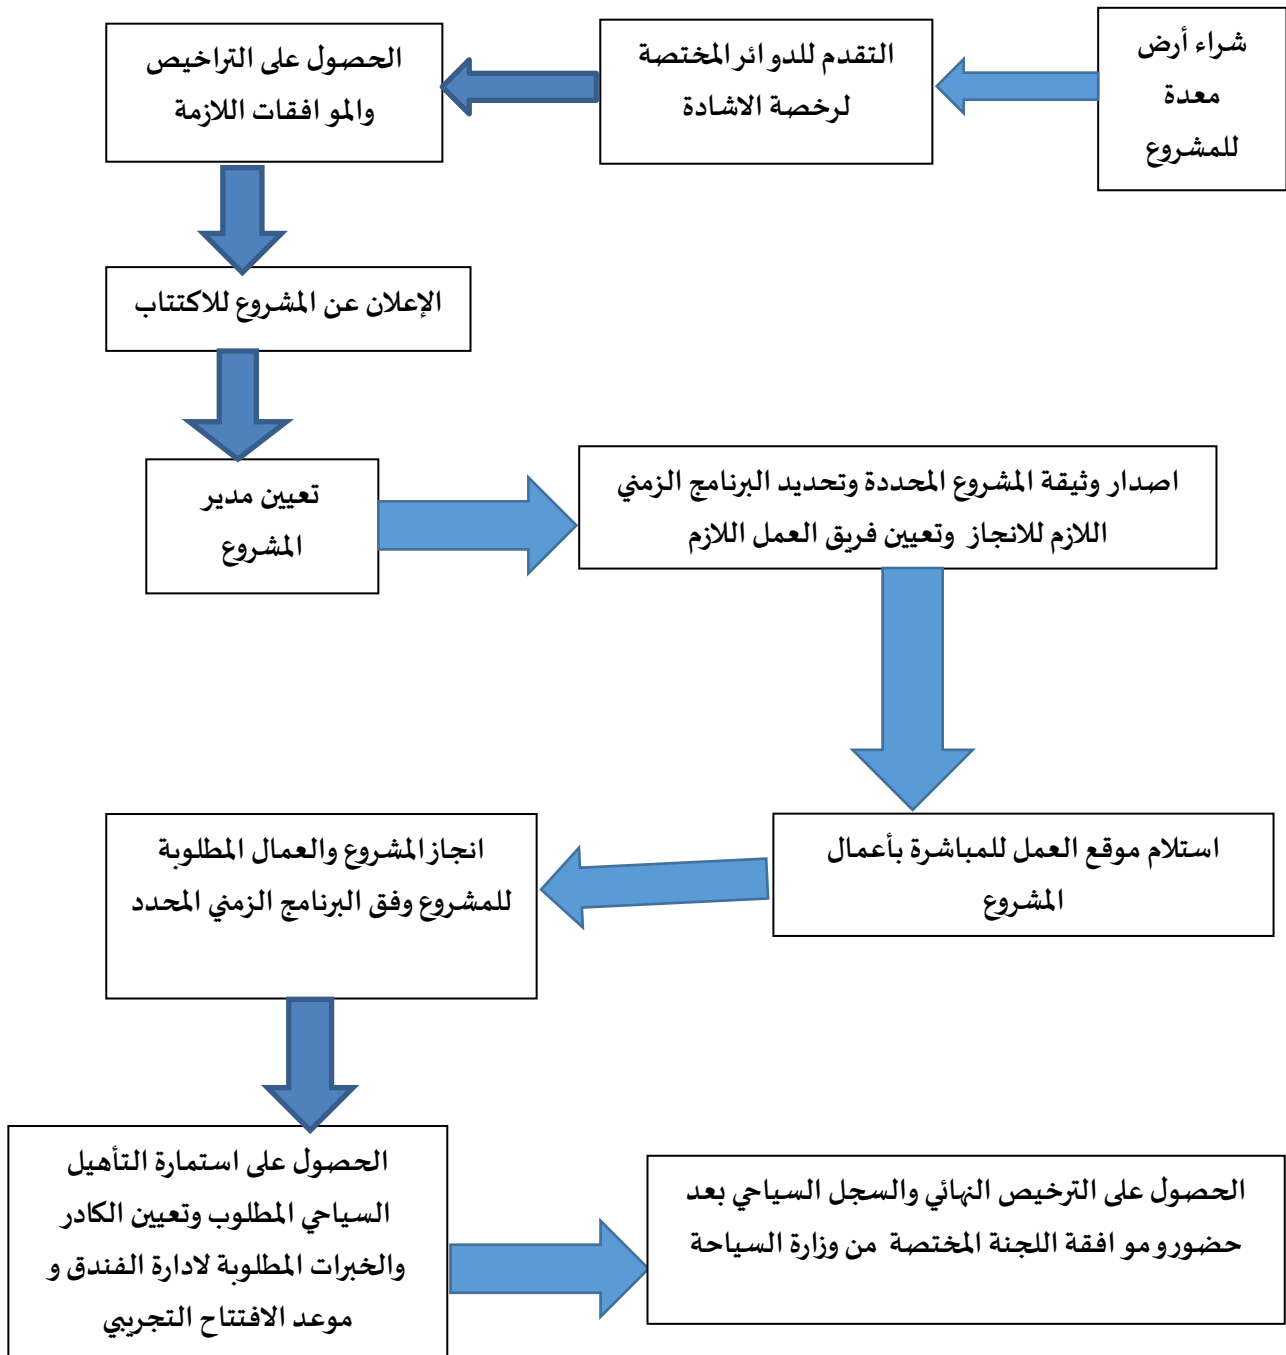 شراء أرض
معدة
للمشروع
التقدم للدوائر المختصة
لرخصة الاشادة
الحصول على التراخيص
والموافقات اللازمة
الإعلان عن المشروع للاكتتاب
تعيين مدير
المشروع
اصدار وثيقة المشروع المحددة وتحديد البرنامج الزمني
اللازم للانجاز وتعيين فريق العمل اللازم
استلام موقع العمل للمباشرة بأعمال
المشروع
انجاز المشروع والعمال المطلوبة
للمشروع وفق البرنامج الزمني المحدد
الحصول على استمارة التأهيل
السياحي المطلوب وتعيين الكادر
والخبرات المطلوبة لادارة الفندق و
موعد الافتتاح التجريبي
الحصول على الترخيص النهائي والسجل السياحي بعد
حضور وموافقة اللجنة المختصة من وزارة السياحة